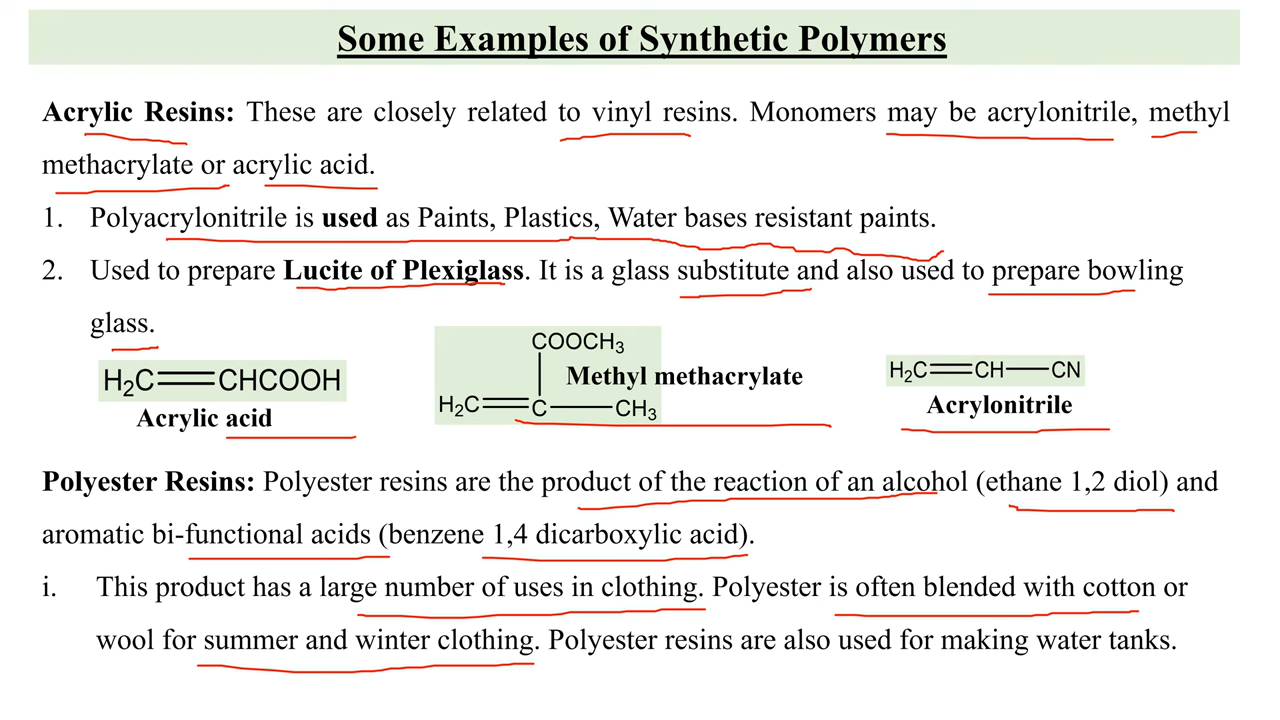 Some Examples of Synthetic Polymers
Acrylic Resins: These are closely related to vinyl resins. Monomers may be acrylonitrile, methyl
methacrylate or acrylic acid.
1. Polyacrylonitrile is used as Paints, Plastics, Water bases resistant paints.
2. Used to prepare Lucite of Plexiglass. It is a glass substitute and also used to prepare bowling
glass.
H₂C=CHCOOH
Acrylic acid
COOCH₃
Methyl methacrylate
H₂C=C—CH₃
H₂C=CH—CN
Acrylonitrile
Polyester Resins: Polyester resins are the product of the reaction of an alcohol (ethane 1,2 diol) and
aromatic bi-functional acids (benzene 1,4 dicarboxylic acid).
i. This product has a large number of uses in clothing. Polyester is often blended with cotton or
wool for summer and winter clothing. Polyester resins are also used for making water tanks.